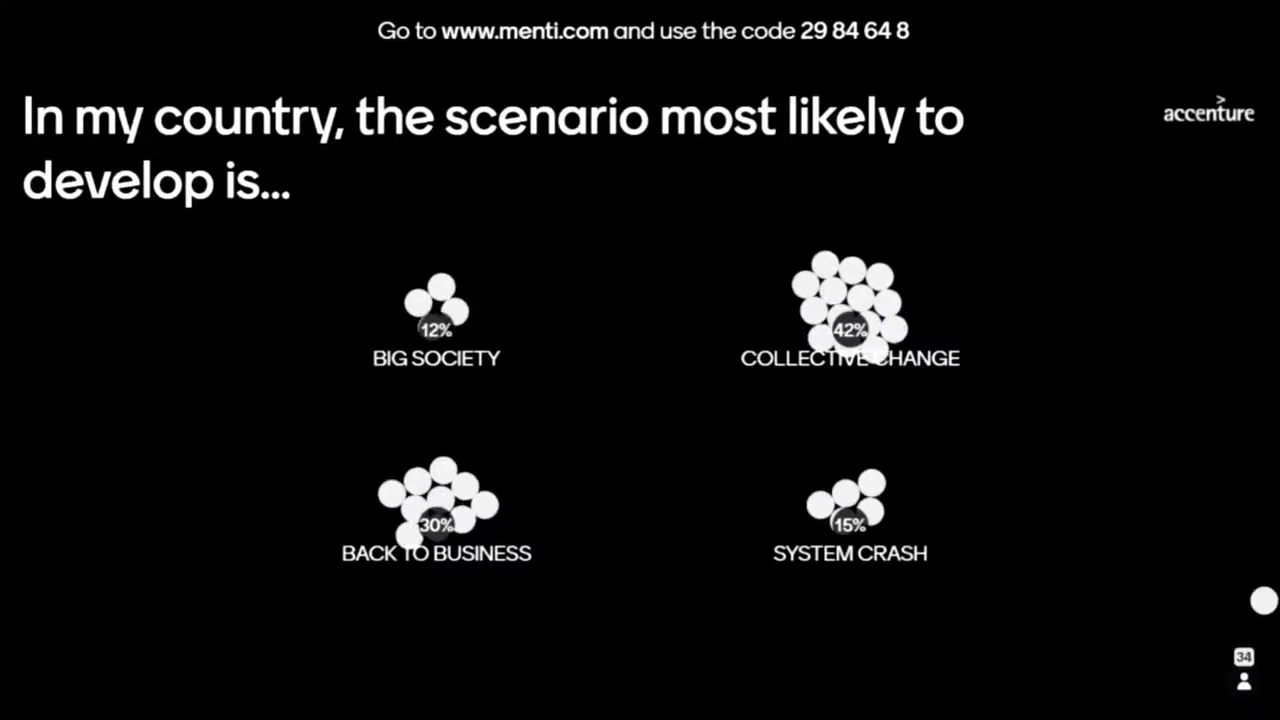 Go to www.menti.com and use the code 29 84 64 8
In my country, the scenario most likely to
develop is...
>
accenture
12%
BIG SOCIETY
42%
COLLECTIVE CHANGE
30%
BACK TO BUSINESS
15%
SYSTEM CRASH
34